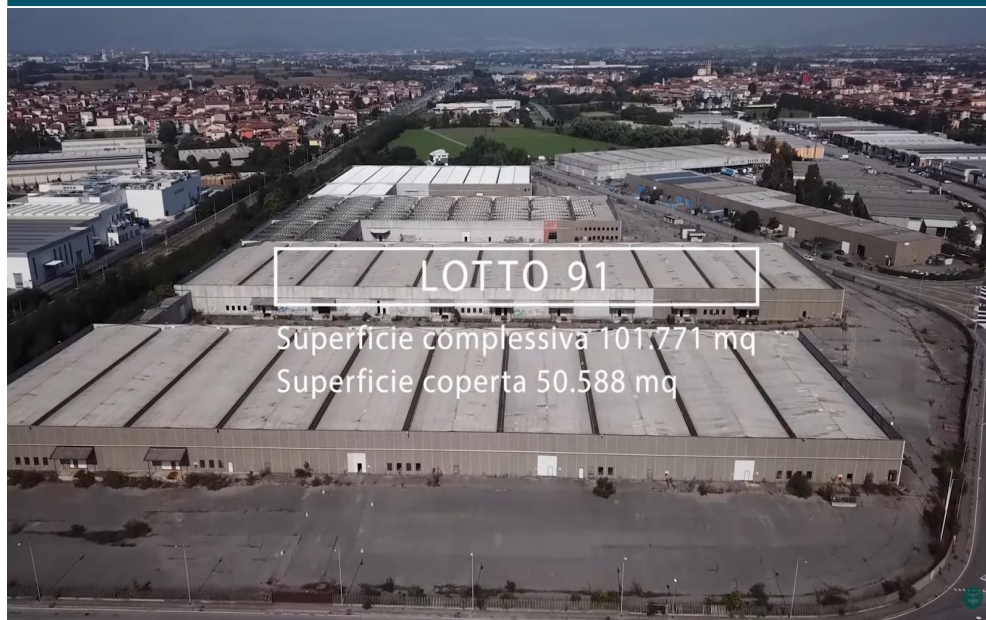 LOTTO 91
Superficie complessiva 101.771 mq
Superficie coperta 50.588 mq